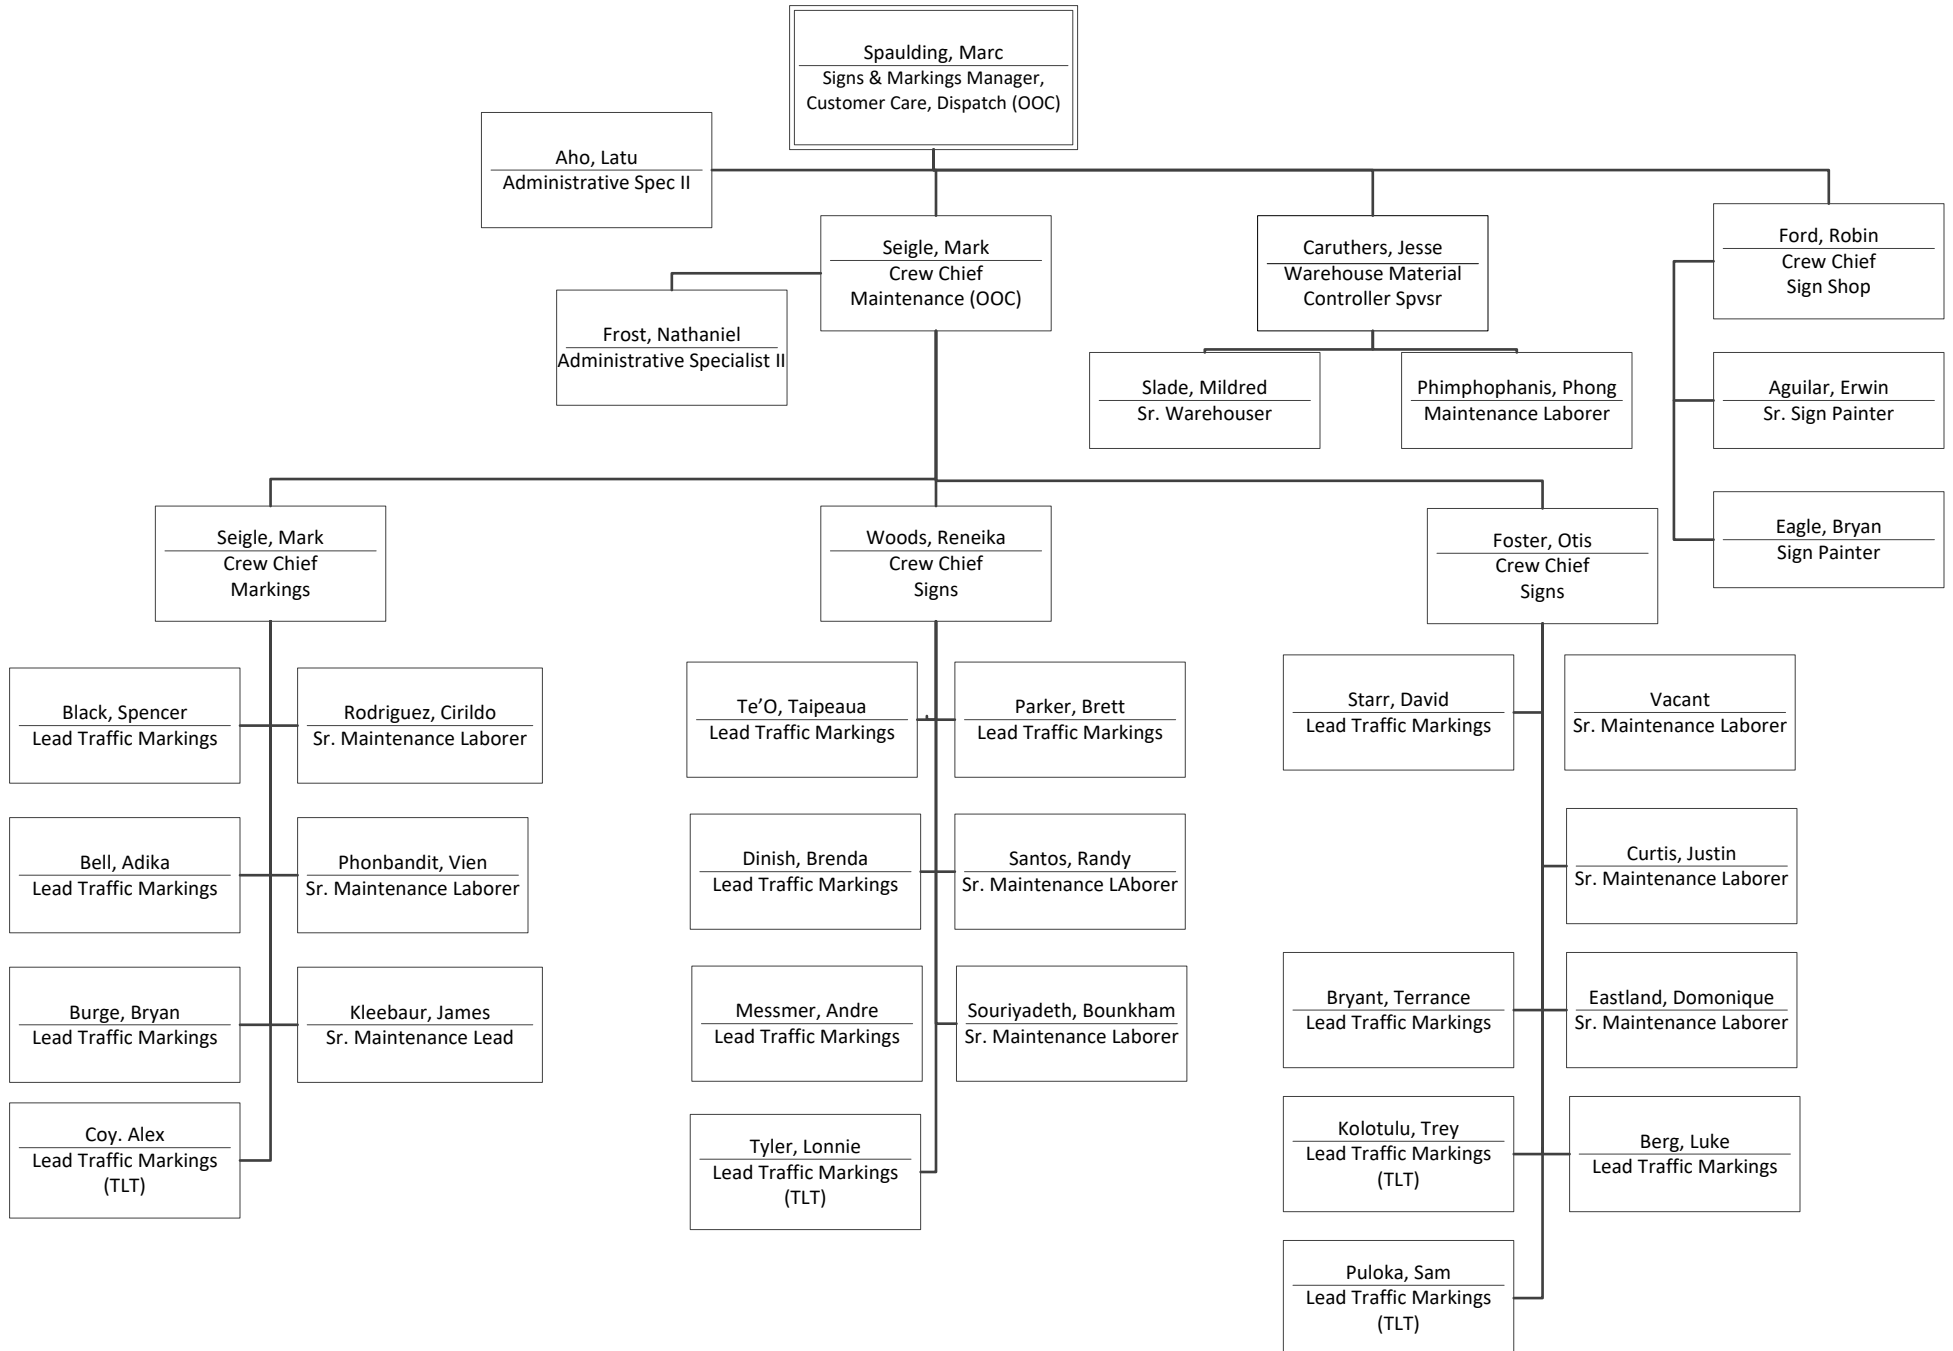 Spaulding, Marc
Signs & Markings Manager,
Customer Care, Dispatch (OOC)
Aho, Latu
Administrative Spec II
Seigle, Mark
Crew Chief
Maintenance (OOC)
Caruthers, Jesse
Warehouse Material
Controller Spvsr
Ford, Robin
Crew Chief
Sign Shop
Frost, Nathaniel
Administrative Specialist II
Slade, Mildred
Sr. Warehouser
Phimphophanis, Phong
Maintenance Laborer
Aguilar, Erwin
Sr. Sign Painter
Eagle, Bryan
Sign Painter
Seigle, Mark
Crew Chief
Markings
Woods, Reneika
Crew Chief
Signs
Foster, Otis
Crew Chief
Signs
Black, Spencer
Lead Traffic Markings
Rodriguez, Cirildo
Sr. Maintenance Laborer
Bell, Adika
Lead Traffic Markings
Phonbandit, Vien
Sr. Maintenance Laborer
Burge, Bryan
Lead Traffic Markings
Kleebaur, James
Sr. Maintenance Lead
Coy. Alex
Lead Traffic Markings
(TLT)
Te’O, Taipeaua
Lead Traffic Markings
Parker, Brett
Lead Traffic Markings
Dinish, Brenda
Lead Traffic Markings
Santos, Randy
Sr. Maintenance LAborer
Messmer, Andre
Lead Traffic Markings
Souriyadeth, Bounkham
Sr. Maintenance Laborer
Tyler, Lonnie
Lead Traffic Markings
(TLT)
Starr, David
Lead Traffic Markings
Vacant
Sr. Maintenance Laborer
Curtis, Justin
Sr. Maintenance Laborer
Bryant, Terrance
Lead Traffic Markings
Eastland, Domonique
Sr. Maintenance Laborer
Kolotulu, Trey
Lead Traffic Markings
(TLT)
Berg, Luke
Lead Traffic Markings
Puloka, Sam
Lead Traffic Markings
(TLT)